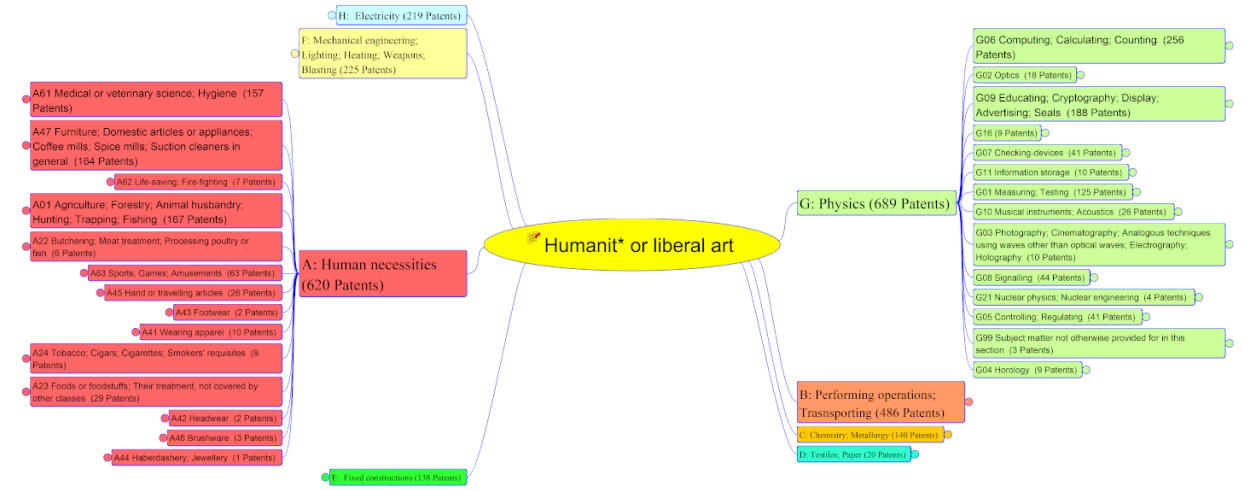 H: Electricity (219 Patents)
F: Mechanical engineering;
Lighting; Heating; Weapons;
Blasting (225 Patents)
A61 Medical or veterinary science; Hygiene (157
Patents)
A47 Furniture; Domestic articles or appliances;
Coffee mills; Spice mills; Suction cleaners in
general (164 Patents)
A62 Life-saving; Fire-fighting (7 Patents)
A01 Agriculture; Forestry; Animal husbandry;
Hunting; Trapping; Fishing (167 Patents)
A22 Butchering; Meat treatment; Processing poultry or
fish (6 Patents)
A63 Sports; Games; Amusements (63 Patents)
A45 Hand or travelling articles (26 Patents)
A43 Footwear (2 Patents)
A41 Wearing apparel (10 Patents)
A24 Tobacco; Cigars; Cigarettes; Smokers' requisites (9
Patents)
A23 Foods or foodstuffs; Their treatment, not covered by
other classes (29 Patents)
A42 Headwear (2 Patents)
A46 Brushware (3 Patents)
A44 Haberdashery; Jewellery (1 Patents)
A: Human necessities
(620 Patents)
E: Fixed constructions (138 Patents)
Humanit* or liberal art
G: Physics (689 Patents)
G06 Computing; Calculating; Counting (256
Patents)
G02 Optics (18 Patents)
G09 Educating; Cryptography; Display;
Advertising; Seals (188 Patents)
G16 (9 Patents)
G07 Checking-devices (41 Patents)
G11 Information storage (10 Patents)
G01 Measuring; Testing (125 Patents)
G10 Musical instruments; Acoustics (26 Patents)
G03 Photography; Cinematography; Analogous techniques
using waves other than optical waves; Electrography;
Holography (10 Patents)
G08 Signalling (44 Patents)
G21 Nuclear physics; Nuclear engineering (4 Patents)
G05 Controlling; Regulating (41 Patents)
G99 Subject matter not otherwise provided for in this
section (3 Patents)
G04 Horology (9 Patents)
B: Performing operations;
Trasnsporting (486 Patents)
C: Chemistry; Metallurgy (140 Patents)
D: Testiles; Paper (20 Patents)